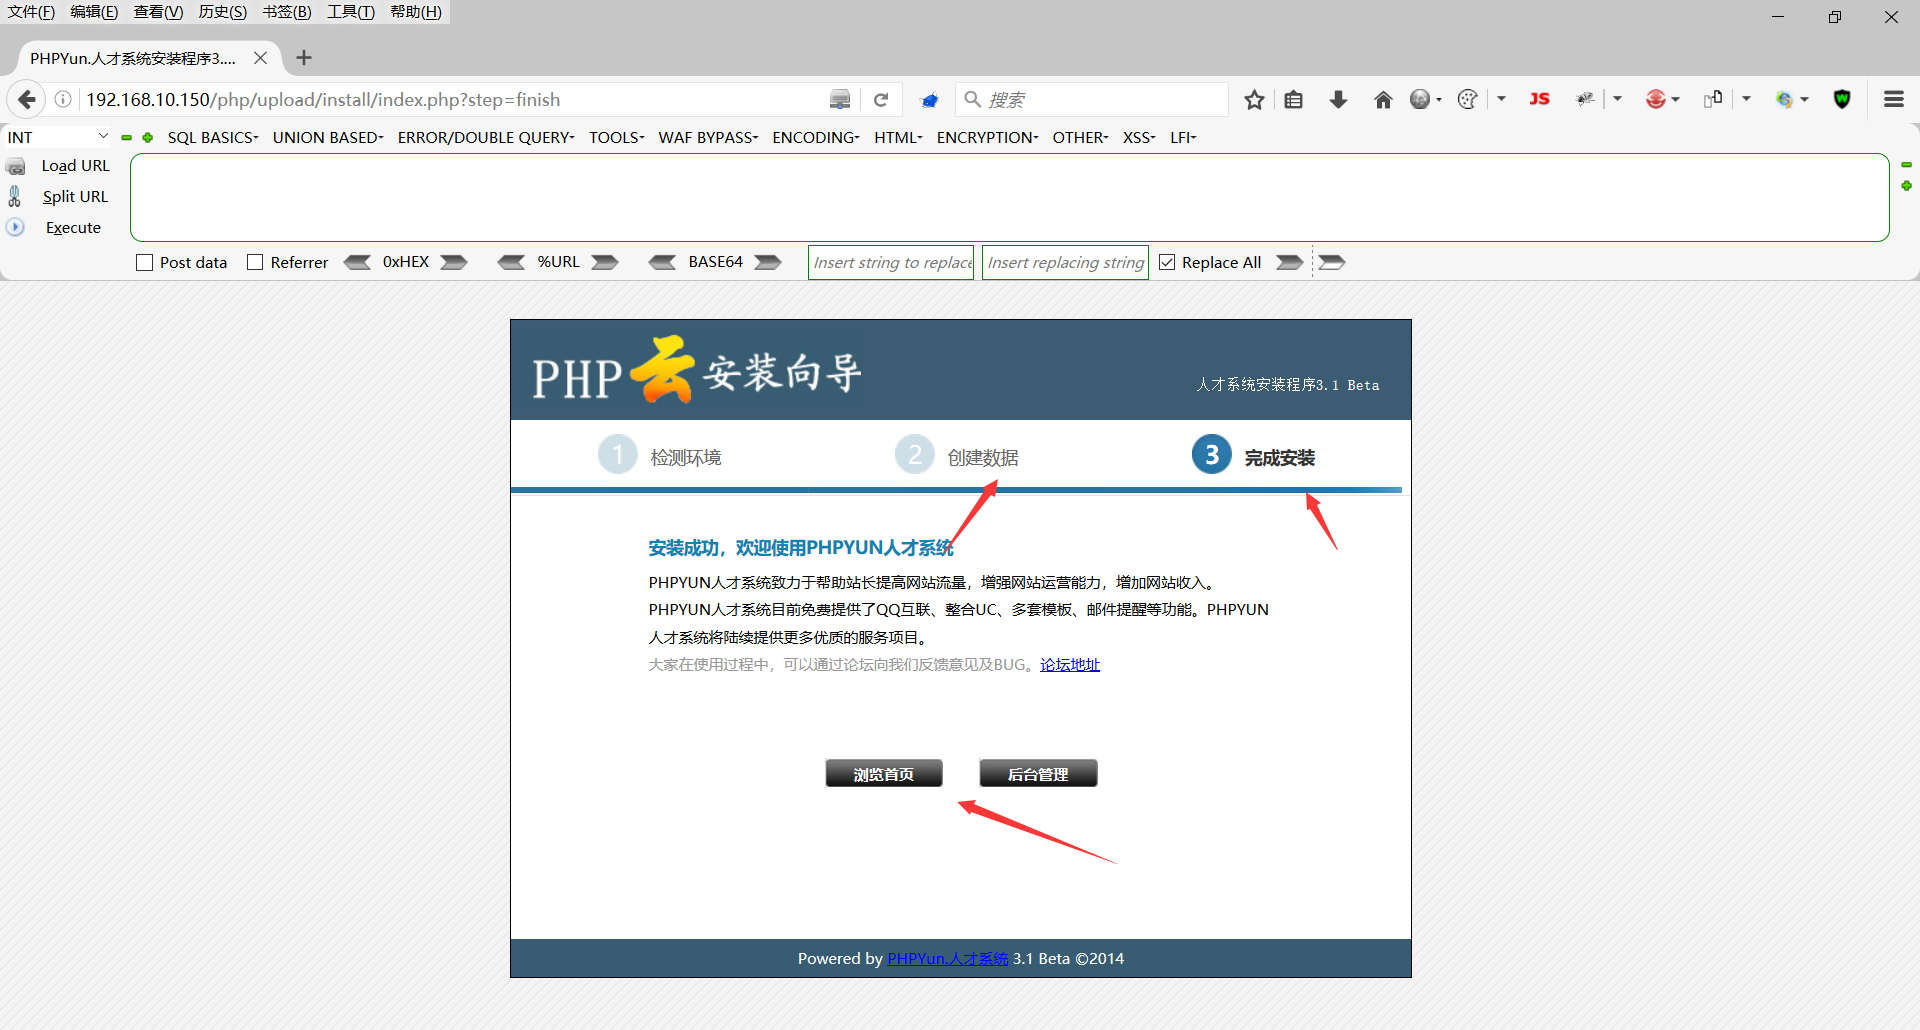 文件(F) 编辑(E) 查看(V) 历史(S) 书签(B) 工具(T) 帮助(H)
PHPYun.人才系统安装程序3....
192.168.10.150/php/upload/install/index.php?step=finish
搜索
JS
INT
SQL BASICS UNION BASED ERROR/DOUBLE QUERY TOOLS WAF BYPASS ENCODING HTML ENCRYPTION OTHER XSS LFI
Load URL
Split URL
Execute
Post data Referrer 0xHEX %URL BASE64 Insert string to replace Insert replacing string Replace All
PHP云安装向导
人才系统安装程序3.1 Beta
1 检测环境 2 创建数据 3 完成安装
安装成功，欢迎使用PHPYUN人才系统
PHPYUN人才系统致力于帮助站长提高网站流量，增强网站运营能力，增加网站收入。
PHPYUN人才系统目前免费提供了QQ互联、整合UC、多套模板、邮件提醒等功能。PHPYUN
人才系统将陆续提供更多优质的服务项目。
大家在使用过程中，可以通过论坛向我们反馈意见及BUG。论坛地址
浏览首页 后台管理
Powered by PHPYun.人才系统 3.1 Beta ©2014